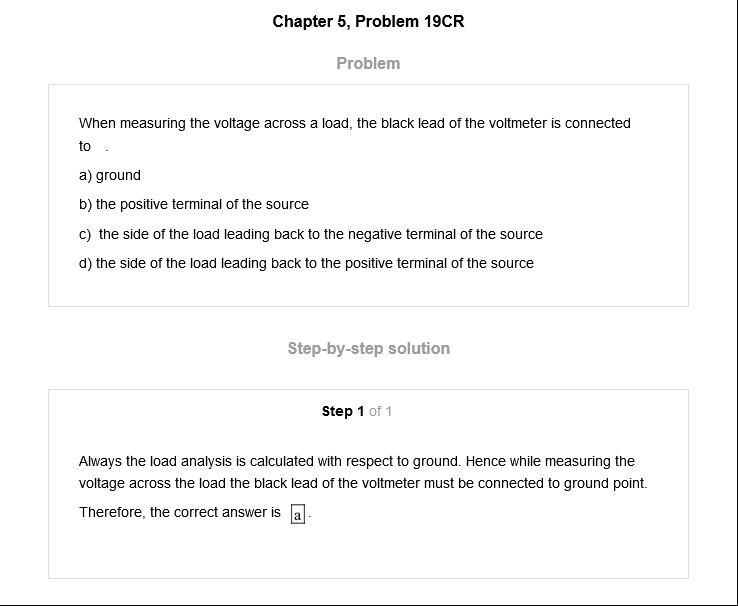 Chapter 5, Problem 19CR
Problem
When measuring the voltage across a load, the black lead of the voltmeter is connected
to .
a) ground
b) the positive terminal of the source
c) the side of the load leading back to the negative terminal of the source
d) the side of the load leading back to the positive terminal of the source
Step-by-step solution
Step 1 of 1
Always the load analysis is calculated with respect to ground. Hence while measuring the
voltage across the load the black lead of the voltmeter must be connected to ground point.
Therefore, the correct answer is a .